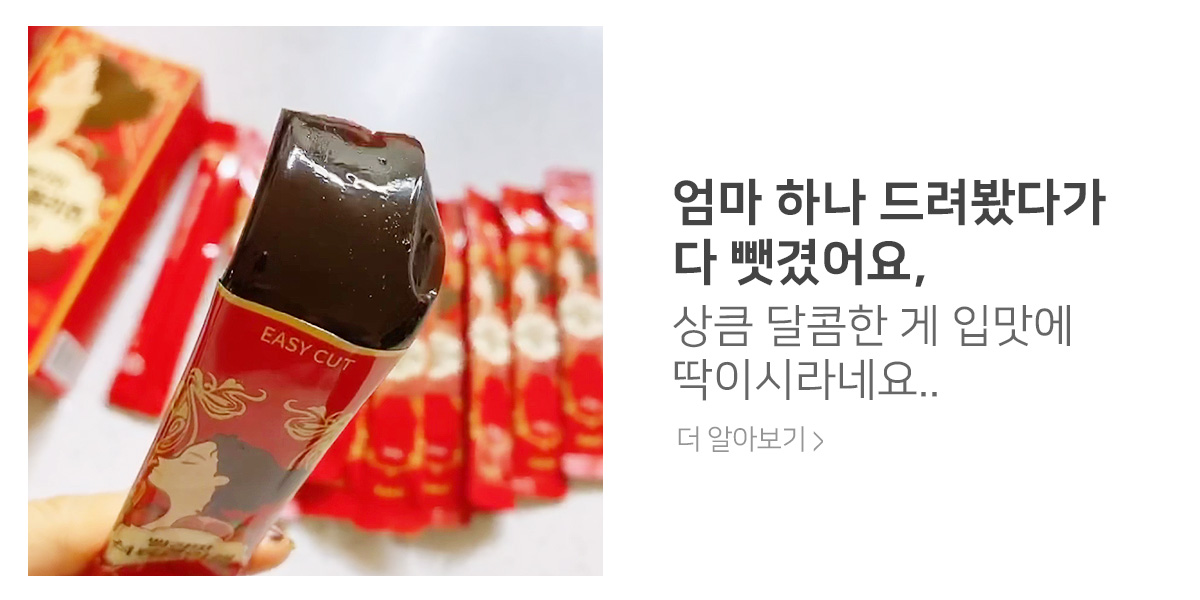 EASY CUT
엄마 하나 드려봤다가
다 뺏겼어요,
상큼 달콤한 게 입맛에
딱이시라네요..
더 알아보기 >